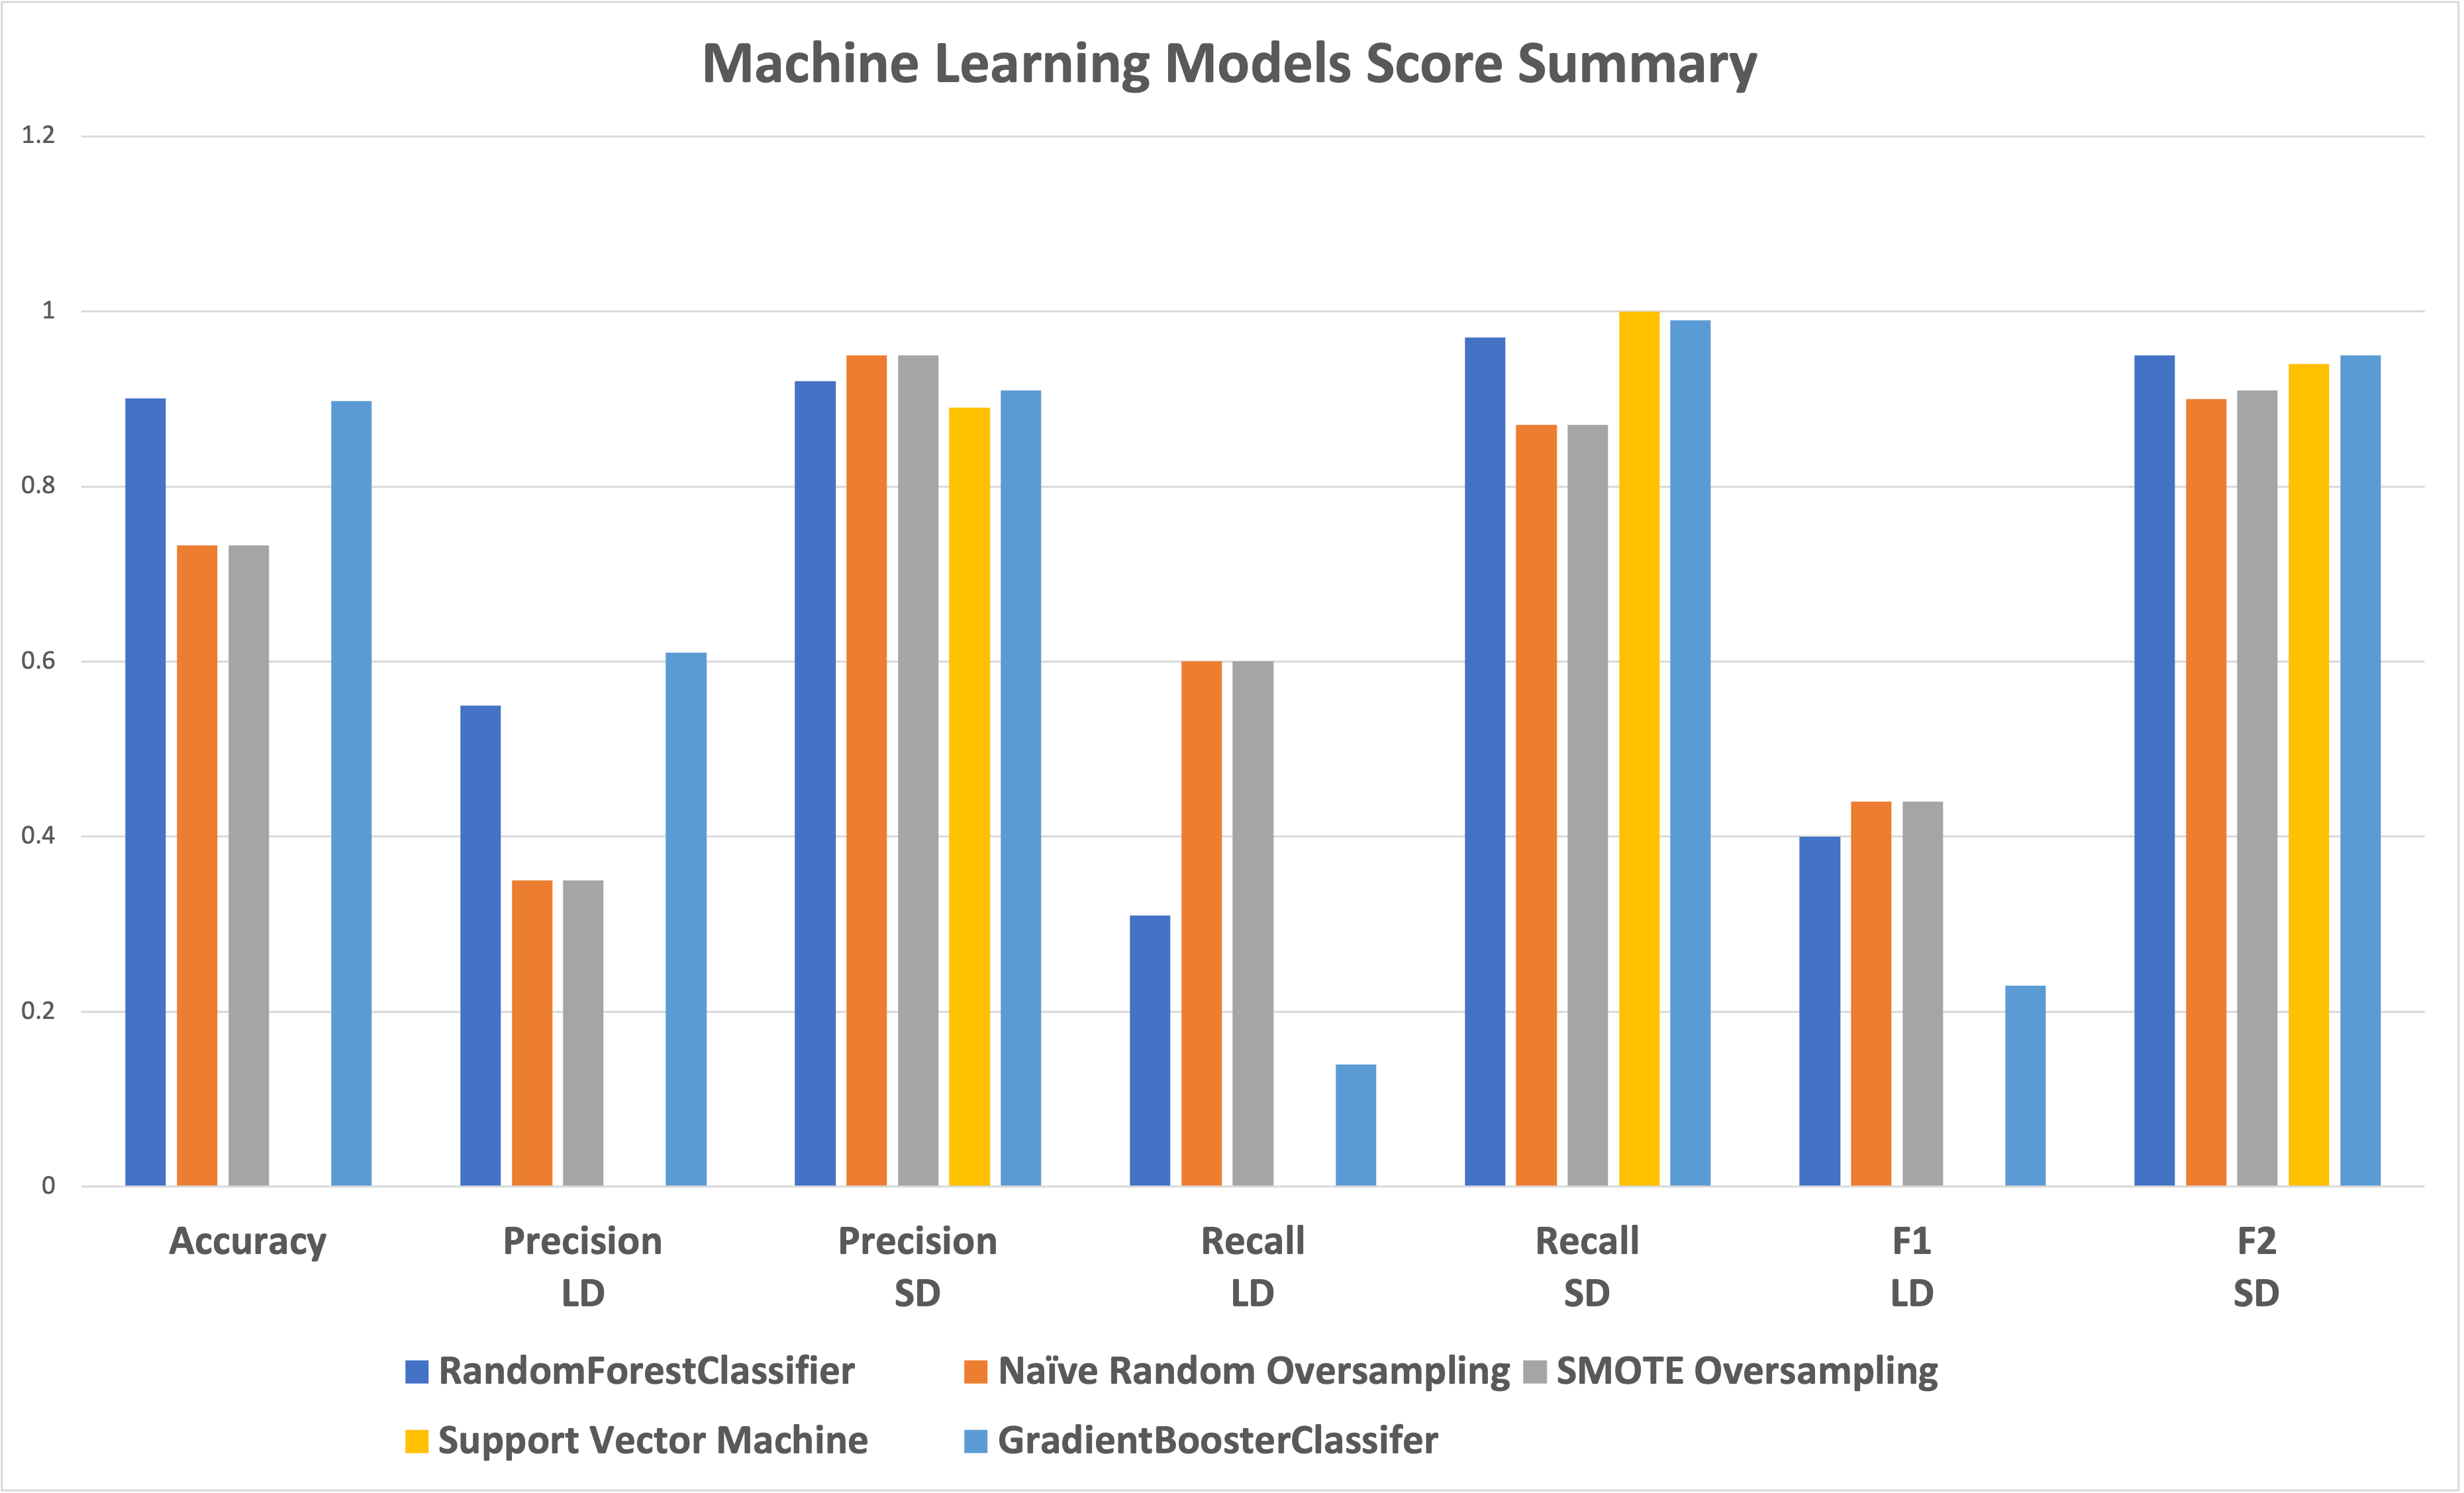 Machine Learning Models Score Summary
1.2
1
0.8
0.6
0.4
0.2
0
Accuracy
Precision
LD
Precision
SD
Recall
LD
Recall
SD
F1
LD
F2
SD
RandomForestClassifier
Naïve Random Oversampling
SMOTE Oversampling
Support Vector Machine
GradientBoosterClassifer